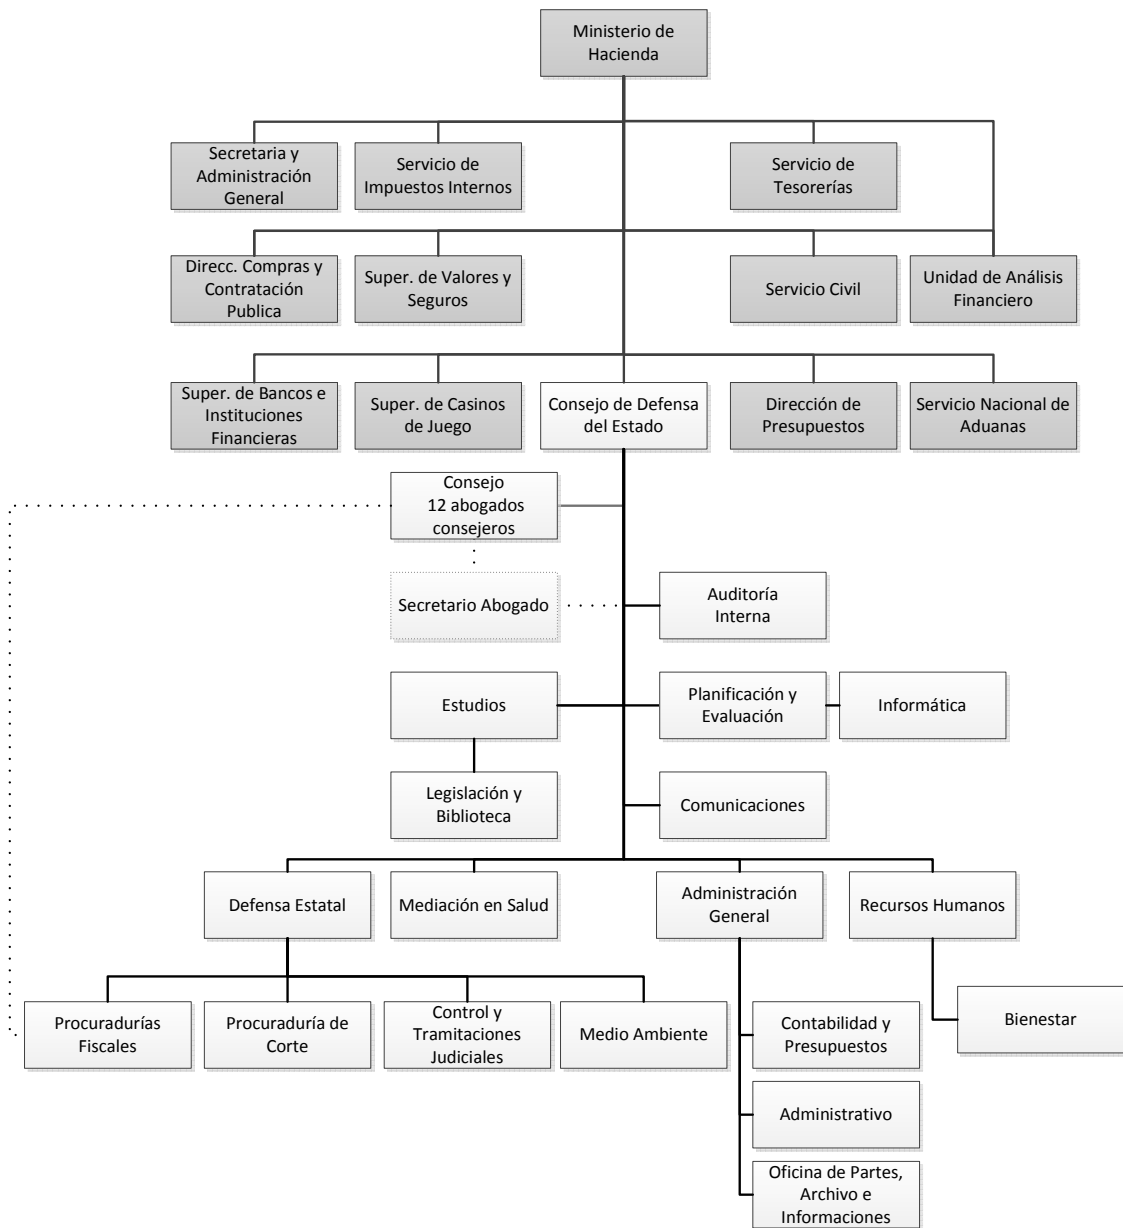 Ministerio de
Hacienda
Secretaria y
Administración
General
Servicio de
Impuestos Internos
Servicio de
Tesorerías
Direcc. Compras y
Contratación
Publica
Super. de Valores y
Seguros
Servicio Civil
Unidad de Análisis
Financiero
Super. de Bancos e
Instituciones
Financieras
Super. de Casinos
de Juego
Consejo de Defensa
del Estado
Dirección de
Presupuestos
Servicio Nacional de
Aduanas
Consejo
12 abogados
consejeros
Secretario Abogado
Auditoría
Interna
Estudios
Planificación y
Evaluación
Informática
Legislación y
Biblioteca
Comunicaciones
Defensa Estatal
Mediación en Salud
Administración
General
Recursos Humanos
Procuradurías
Fiscales
Procuraduría de
Corte
Control y
Tramitaciones
Judiciales
Medio Ambiente
Contabilidad y
Presupuestos
Bienestar
Administrativo
Oficina de Partes,
Archivo e
Informaciones